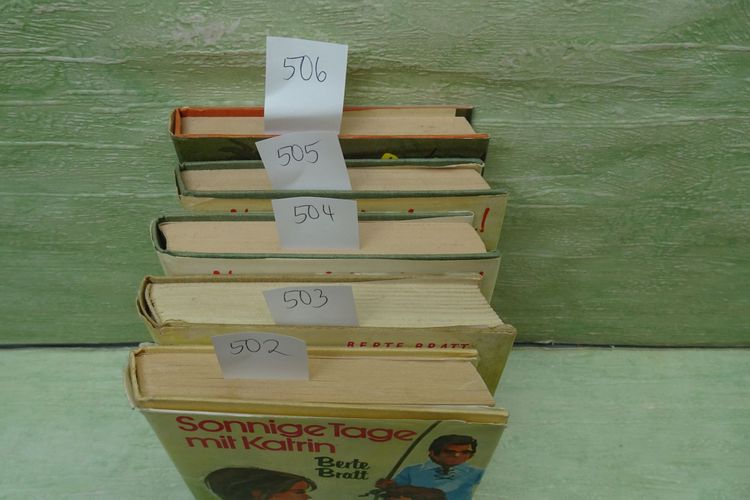 506
505
504
503
BERTE BRATT
502
Sonnige Tage
mit Katrin
Berte
Bratt